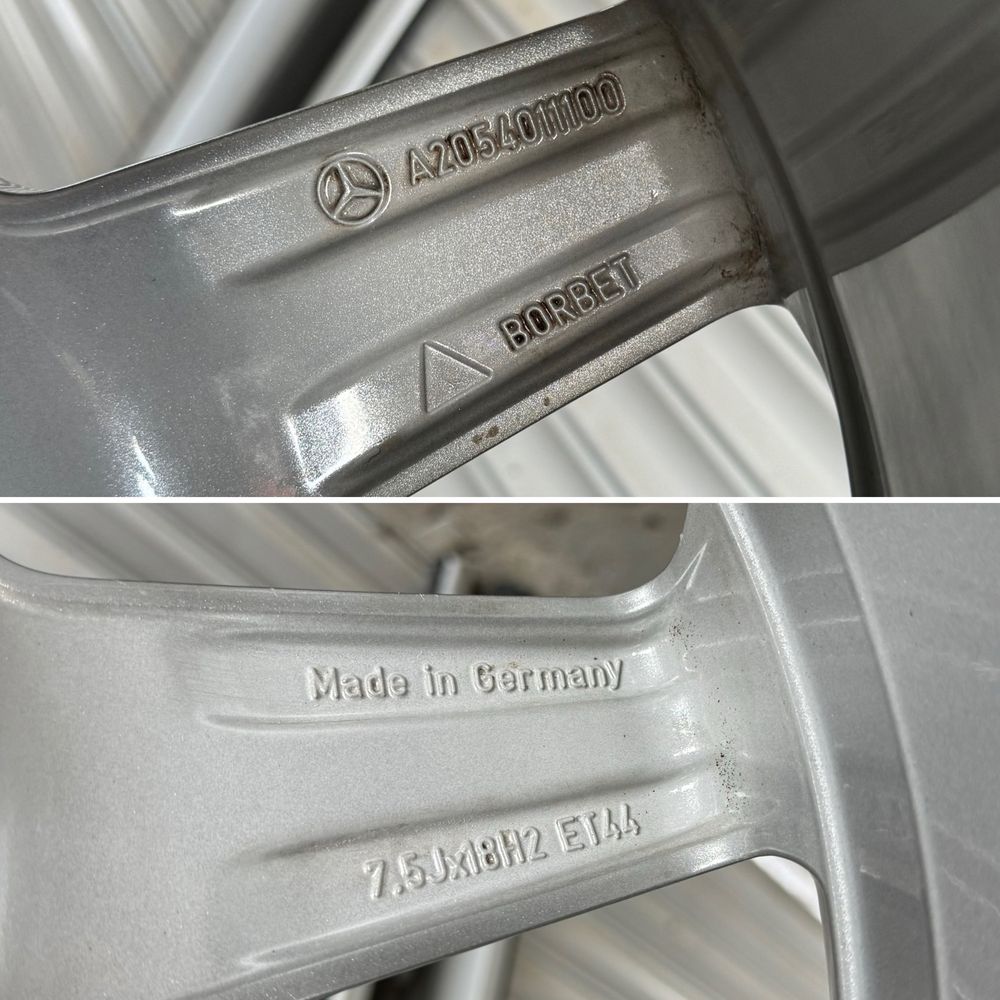 A2054011100
BORBET
Made in Germany
7.5Jx18H2 ET44